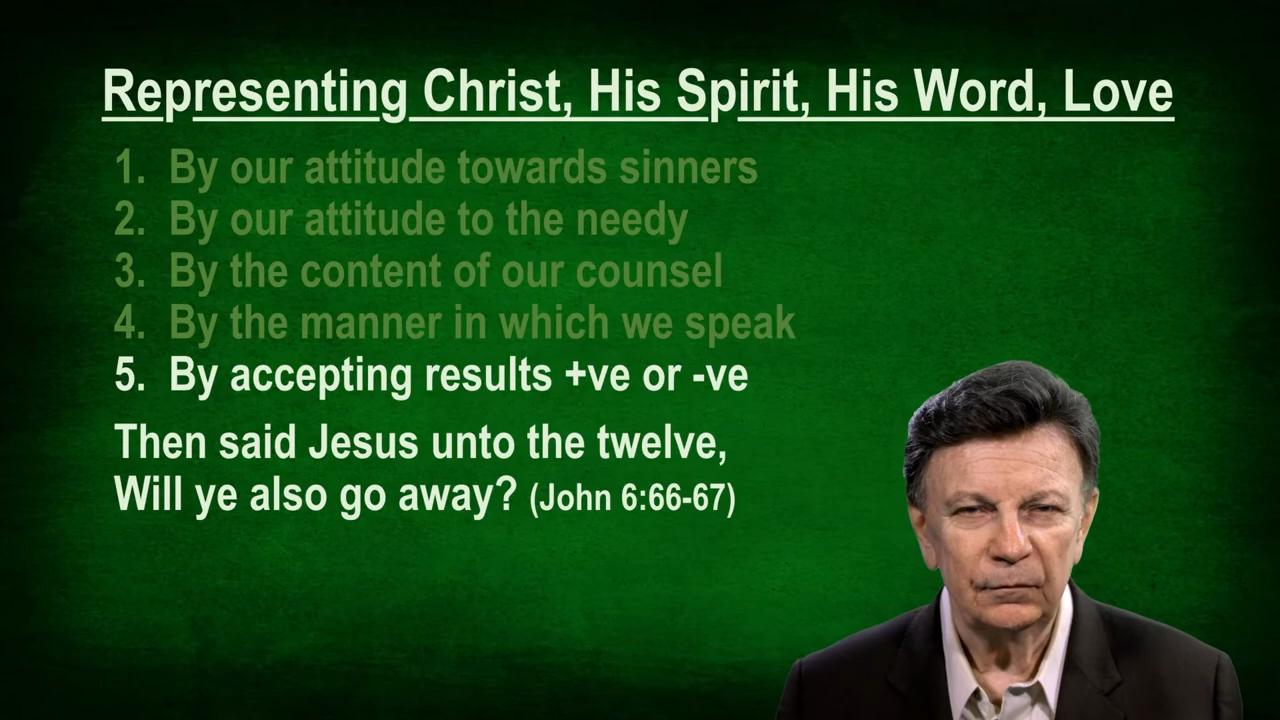 Representing Christ, His Spirit, His Word, Love
1. By our attitude towards sinners
2. By our attitude to the needy
3. By the content of our counsel
4. By the manner in which we speak
5. By accepting results +ve or -ve
Then said Jesus unto the twelve,
Will ye also go away? (John 6:66-67)